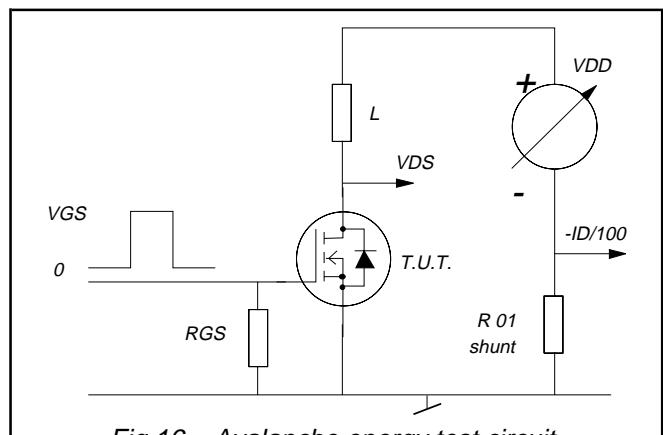 +
VDD
L
VDS
-
VGS
-ID/100
0
T.U.T.
RGS
R 01
shunt